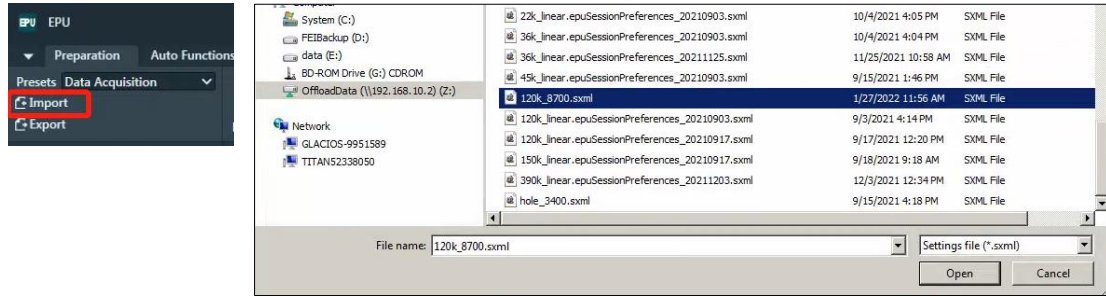 EPU EPU
Preparation Auto Functions
Presets Data Acquisition
Import
Export
System (C:)
FEIBackup (D:)
data (E:)
BD-ROM Drive (G:) CDROM
OffloadData (\\192.168.10.2) (Z:)
Network
GLACIOS-9951589
TITAN52338050
22k_linear.epuSessionPreferences_20210903.sxml 10/4/2021 4:05 PM SXML File
36k_linear.epuSessionPreferences_20210903.sxml 10/4/2021 4:04 PM SXML File
36k_linear.epuSessionPreferences_20211125.sxml 11/25/2021 10:58 AM SXML File
45k_linear.epuSessionPreferences_20210903.sxml 9/15/2021 1:46 PM SXML File
120k_8700.sxml 1/27/2022 11:56 AM SXML File
120k_linear.epuSessionPreferences_20210903.sxml 9/3/2021 4:14 PM SXML File
120k_linear.epuSessionPreferences_20210917.sxml 9/17/2021 12:20 PM SXML File
150k_linear.epuSessionPreferences_20210917.sxml 9/18/2021 9:18 AM SXML File
390k_linear.epuSessionPreferences_20211203.sxml 12/3/2021 12:34 PM SXML File
hole_3400.sxml 9/15/2021 4:18 PM SXML File
File name: 120k_8700.sxml Settings file (*.sxml)
Open Cancel